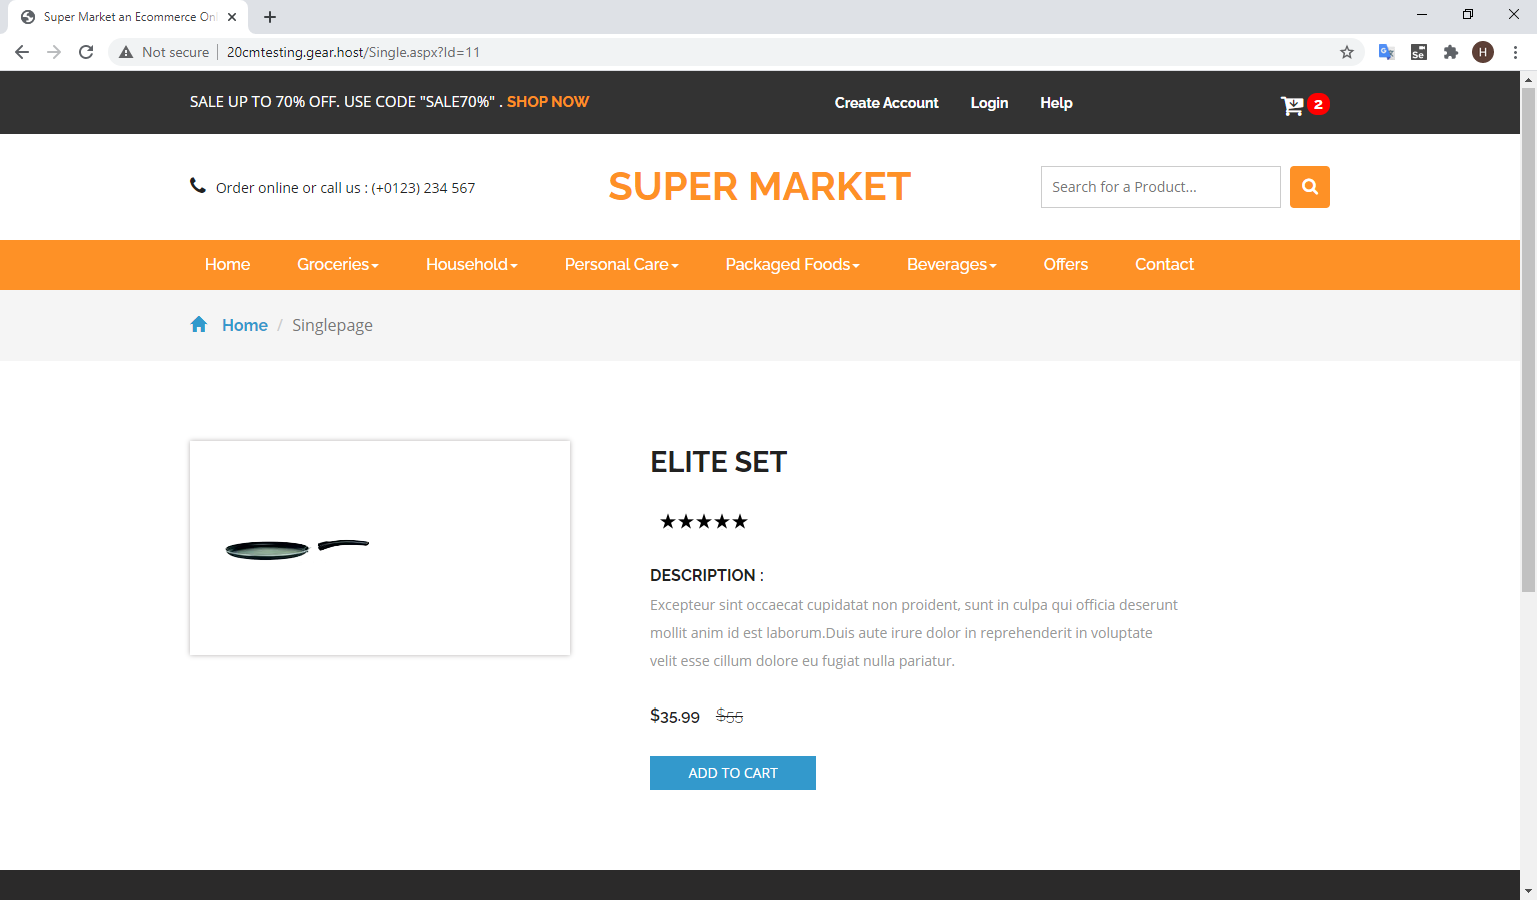 Super Market an Ecommerce Onl
Not secure
20cmtesting.gear.host/Single.aspx?Id=11
Se
H
SALE UP TO 70% OFF. USE CODE "SALE70%" . SHOP NOW
Create Account
Login
Help
2
Order online or call us : (+0123) 234 567
SUPER MARKET
Search for a Product...
Home
Groceries
Household
Personal Care
Packaged Foods
Beverages
Offers
Contact
Home / Singlepage
ELITE SET
★★★★★
DESCRIPTION :
Excepteur sint occaecat cupidatat non proident, sunt in culpa qui officia deserunt
mollit anim id est laborum.Duis aute irure dolor in reprehenderit in voluptate
velit esse cillum dolore eu fugiat nulla pariatur.
$35.99 $55
ADD TO CART